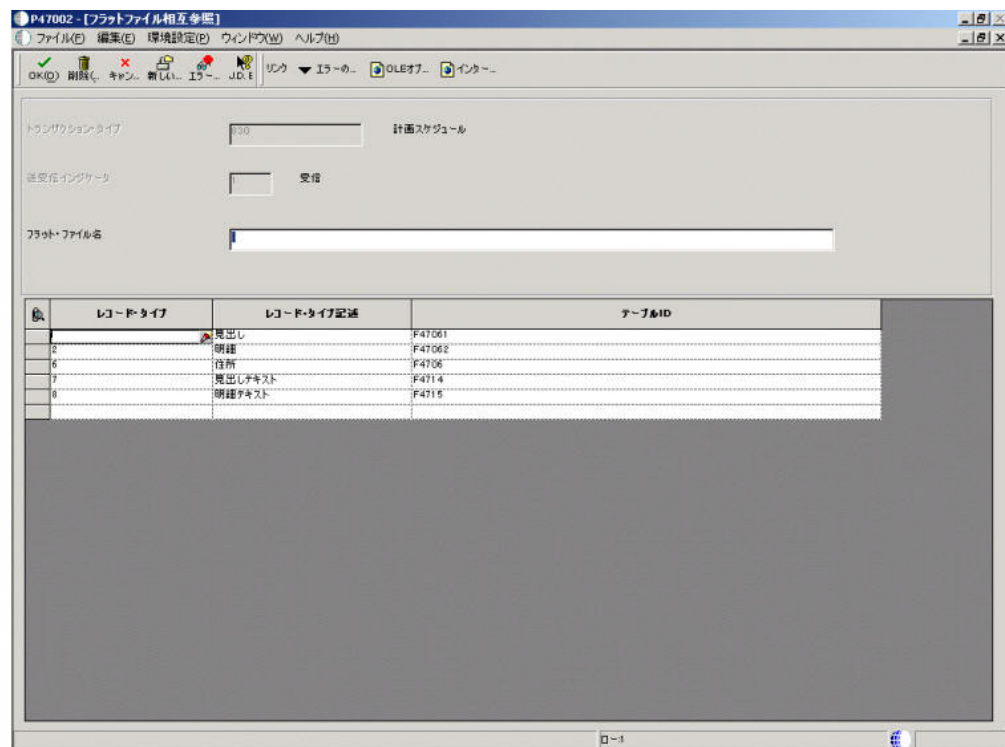 P47002 - [フラットファイル相互参照]
ファイル(F) 編集(E) 環境設定(P) ウィンドウ(W) ヘルプ(H)
OK(O) 削除(.. キャン.. 新しい... エラー... J.D. E リンク エラーの... OLEオブ... インター...
トランザクション・タイプ 830 計画スケジュール
送受信インジケータ 1 受信
フラット・ファイル名
レコード・タイプ レコード・タイプ記述 テーブルID
1 見出し F47061
2 明細 F47062
6 住所 F4706
7 見出しテキスト F4714
8 明細テキスト F4715
ロー:1